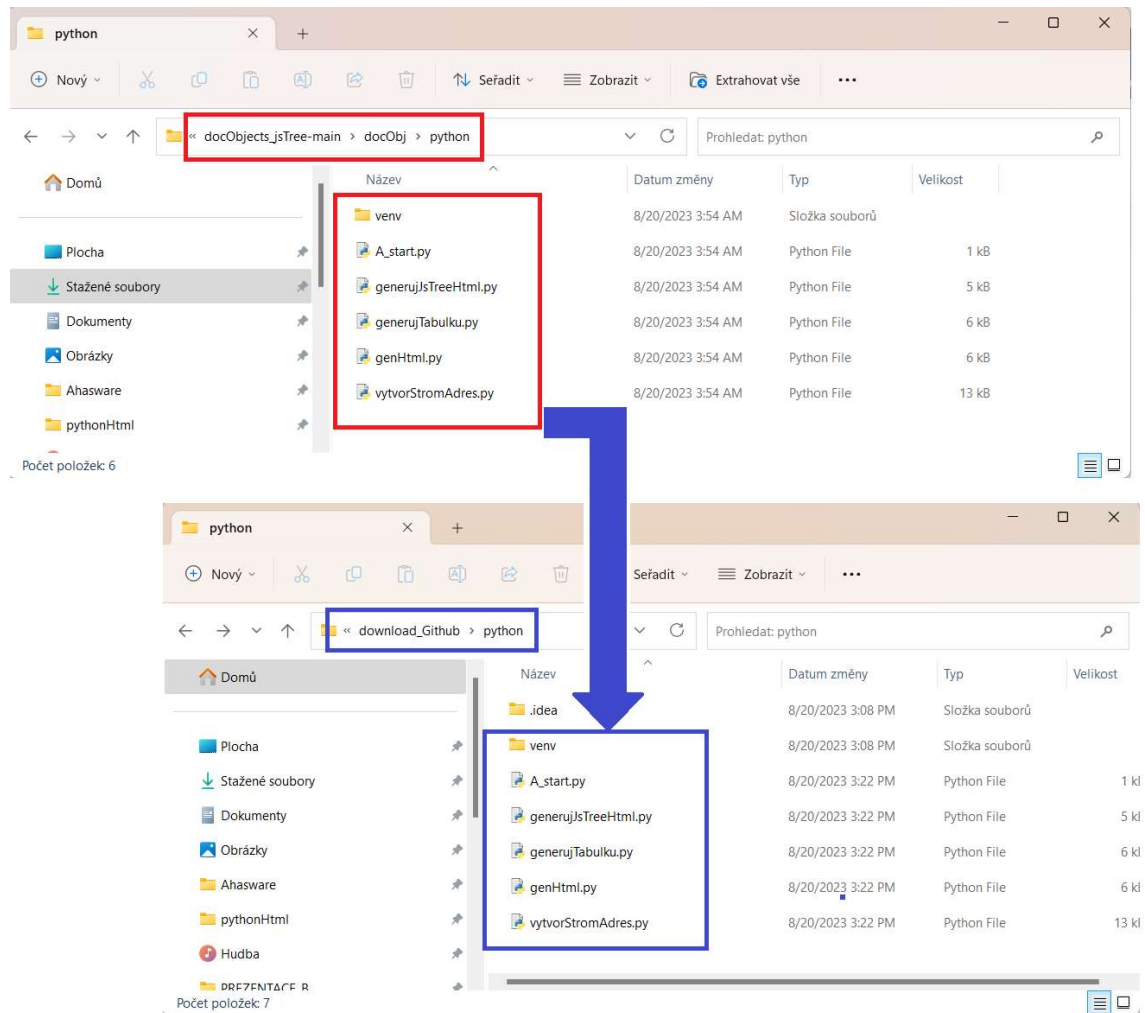 python
Nový
Seřadit
Zobrazit
Extrahovat vše
« docObjects_jsTree-main > docObj > python
Prohledat: python
Domů
Plocha
Stažené soubory
Dokumenty
Obrázky
Ahasware
pythonHtml
Název Datum změny Typ Velikost
venv 8/20/2023 3:54 AM Složka souborů
A_start.py 8/20/2023 3:54 AM Python File 1 kB
generujJsTreeHtml.py 8/20/2023 3:54 AM Python File 5 kB
generujTabulku.py 8/20/2023 3:54 AM Python File 6 kB
genHtml.py 8/20/2023 3:54 AM Python File 6 kB
vytvorStromAdres.py 8/20/2023 3:54 AM Python File 13 kB
Počet položek: 6
python
Nový
Seřadit
Zobrazit
« download_Github > python
Prohledat: python
Domů
Plocha
Stažené soubory
Dokumenty
Obrázky
Ahasware
pythonHtml
Hudba
PREZENTACE_B
Název Datum změny Typ Velikost
.idea 8/20/2023 3:08 PM Složka souborů
venv 8/20/2023 3:08 PM Složka souborů
A_start.py 8/20/2023 3:22 PM Python File 1 k
generujJsTreeHtml.py 8/20/2023 3:22 PM Python File 5 k
generujTabulku.py 8/20/2023 3:22 PM Python File 6 k
genHtml.py 8/20/2023 3:22 PM Python File 6 k
vytvorStromAdres.py 8/20/2023 3:22 PM Python File 13 k
Počet položek: 7